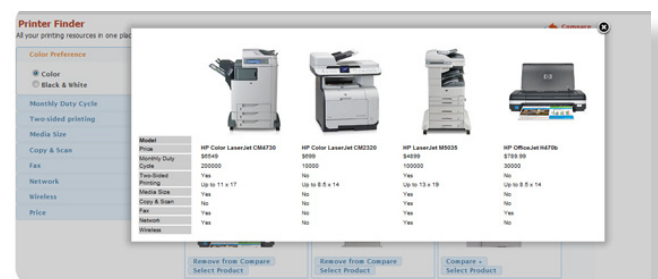 Printer Finder
All your printing resources in one plac
Compare
Color Preference
Color
Black & White
Monthly Duty Cycle
Two-sided printing
Media Size
Copy & Scan
Fax
Network
Wireless
Price
Model
HP Color LaserJet CM4730
HP Color LaserJet CM2320
HP LaserJet M5035
HP OfficeJet H470b
Price
$6549
$699
$4899
$789.99
Monthly Duty Cycle
200000
10000
100000
30000
Two-Sided Printing
Yes
No
Yes
No
Media Size
Up to 11 x 17
Up to 8.5 x 14
Up to 13 x 19
Up to 8.5 x 14
Copy & Scan
Yes
No
Yes
No
Fax
No
No
No
No
Network
Yes
No
Yes
Yes
Wireless
Yes
No
Yes
No
Remove from Compare
Remove from Compare
Compare +
Select Product
Select Product
Select Product